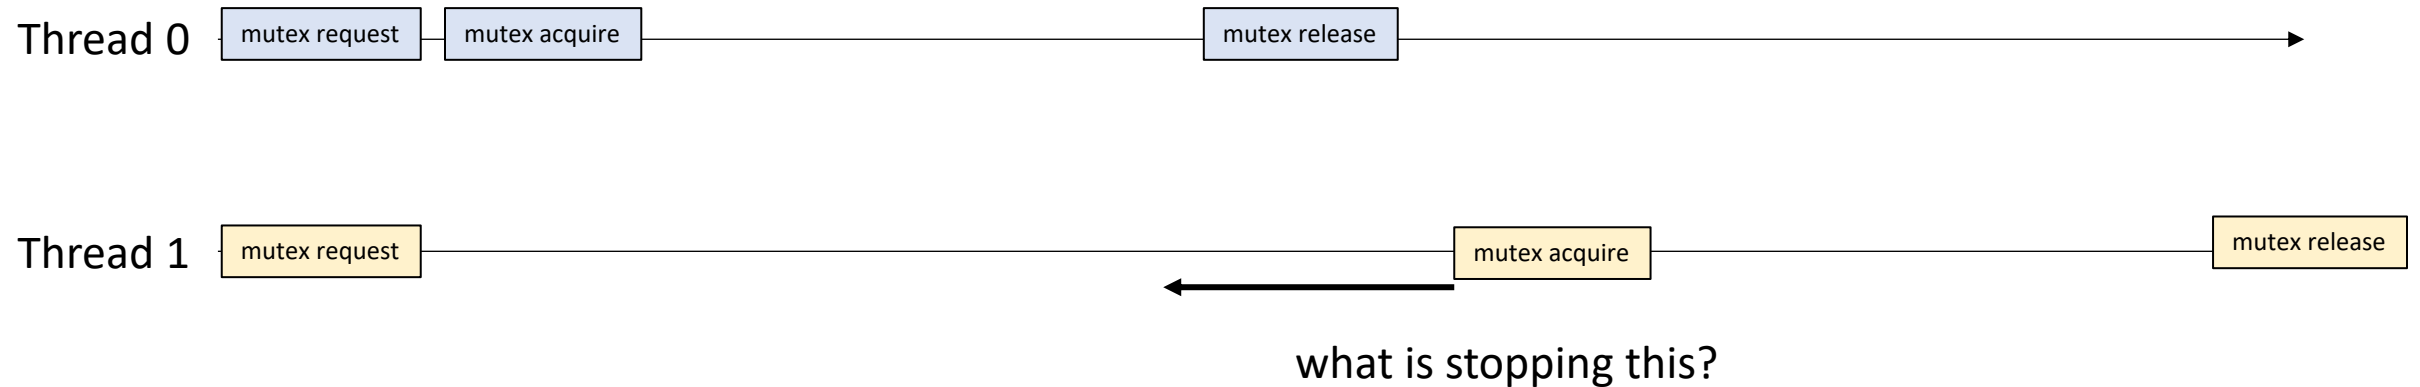 Thread 0
mutex request
mutex acquire
mutex release
Thread 1
mutex request
mutex acquire
mutex release
what is stopping this?